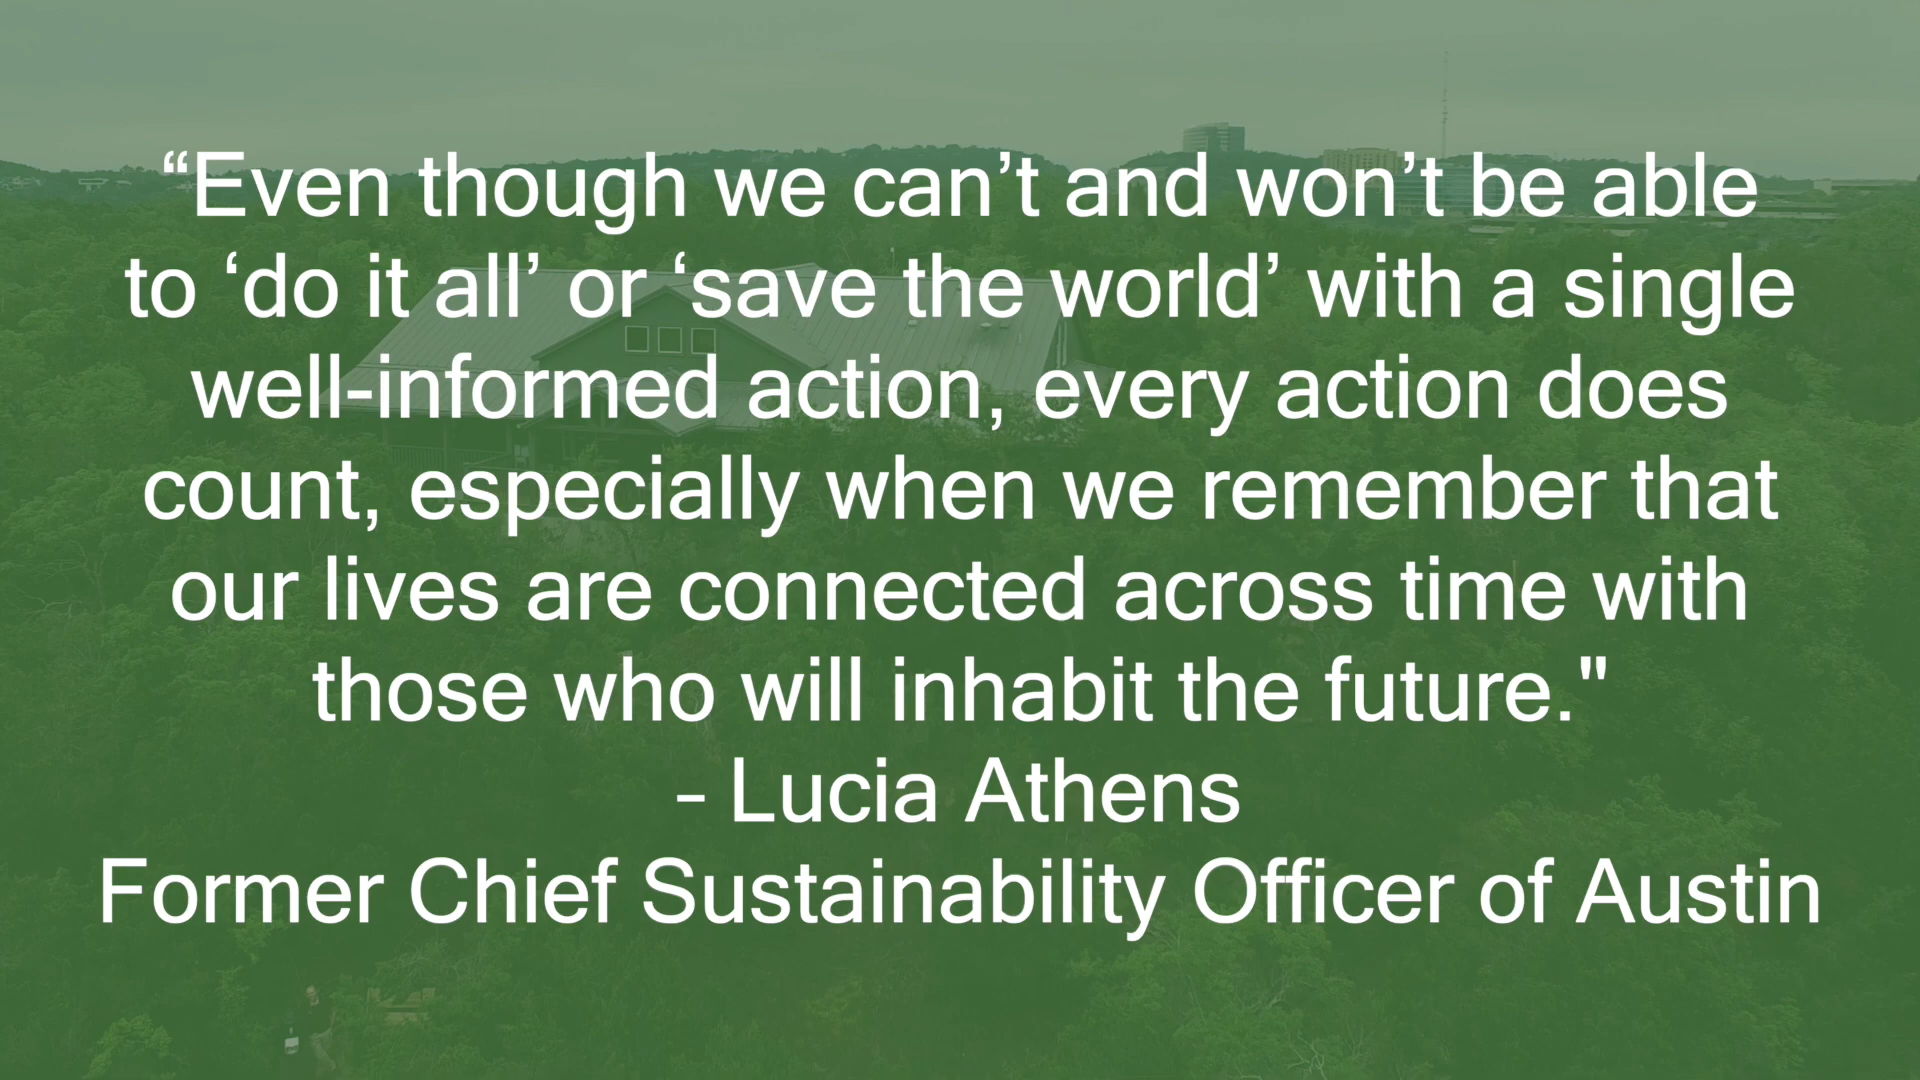 “Even though we can’t and won’t be able
to ‘do it all’ or ‘save the world’ with a single
well-informed action, every action does
count, especially when we remember that
our lives are connected across time with
those who will inhabit the future."
– Lucia Athens
Former Chief Sustainability Officer of Austin